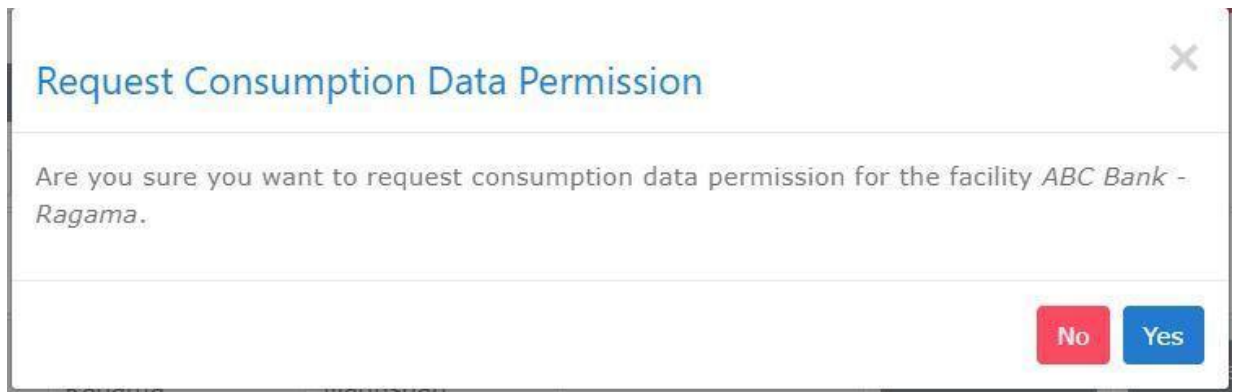 Request Consumption Data Permission
×
Are you sure you want to request consumption data permission for the facility ABC Bank -
Ragama.
No Yes